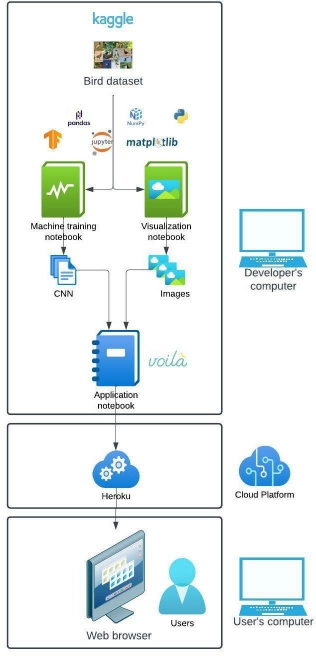 kaggle
Bird dataset
pandas
NumPy
jupyter
matplotlib
Machine training
notebook
Visualization
notebook
CNN
Images
Developer's
computer
voilà
Application
notebook
Heroku
Cloud Platform
Users
Web browser
User's computer